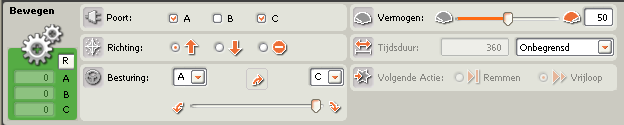 Bewegen
Poort: A B C
Vermogen: 50
Richting:
Tijdsduur: 360 Onbegrensd
Besturing: A C
Volgende Actie: Remmen Vrijloop
R
0 A
0 B
0 C